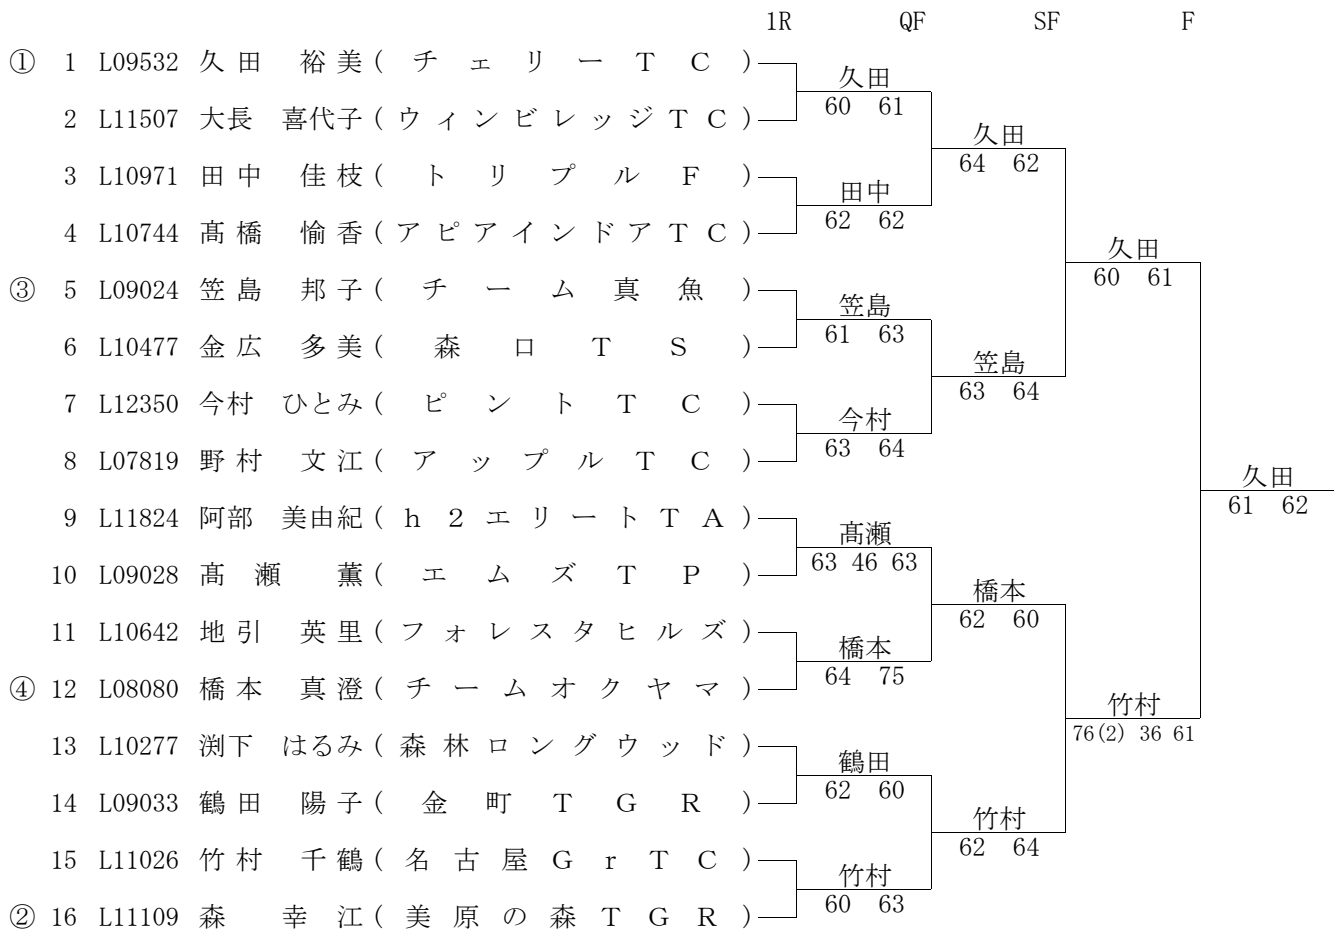 1R QF SF F
① 1 L09532 久田 裕美(チェリーTC)
久田
2 L11507 大長 喜代子(ウィンビレッジTC)
60 61
久田
3 L10971 田中 佳枝(トリプルF)
64 62
田中
4 L10744 髙橋 愉香(アピアインドアTC)
62 62
久田
③ 5 L09024 笠島 邦子(チーム真魚)
60 61
笠島
6 L10477 金広 多美(森口TS)
61 63
笠島
7 L12350 今村 ひとみ(ピントTC)
63 64
今村
8 L07819 野村 文江(アップルTC)
63 64
久田
9 L11824 阿部 美由紀(h2エリートTA)
61 62
髙瀬
10 L09028 髙瀬 薫(エムズTP)
63 46 63
橋本
11 L10642 地引 英里(フォレスタヒルズ)
62 60
橋本
④ 12 L08080 橋本 真澄(チームオクヤマ)
64 75
竹村
13 L10277 渕下 はるみ(森林ロングウッド)
76(2) 36 61
鶴田
14 L09033 鶴田 陽子(金町TGR)
62 60
竹村
15 L11026 竹村 千鶴(名古屋GrTC)
62 64
竹村
② 16 L11109 森 幸江(美原の森TGR)
60 63